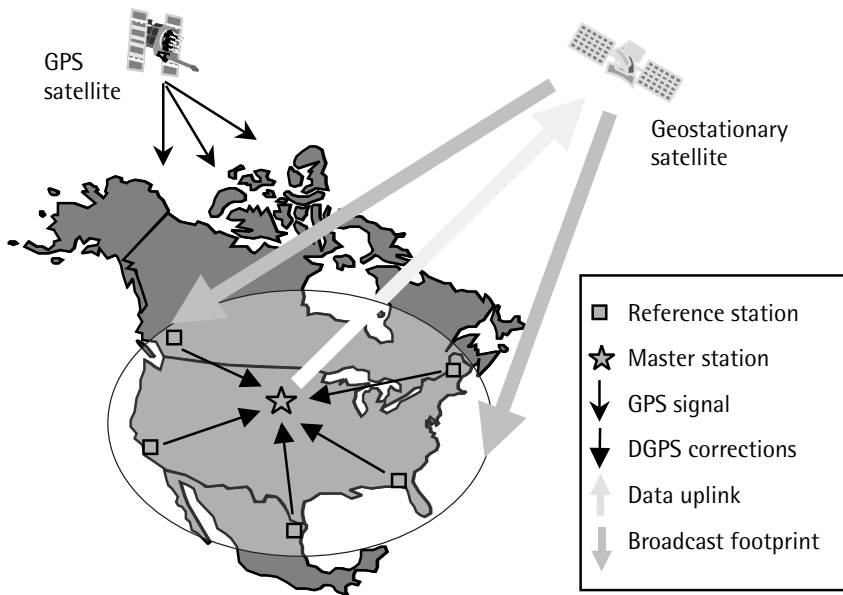 GPS
satellite
Geostationary
satellite
Reference station
Master station
GPS signal
DGPS corrections
Data uplink
Broadcast footprint